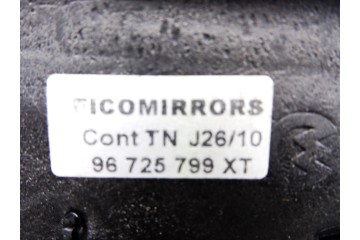 FICOMIRRORS
Cont TN J26/10
96 725 799 XT